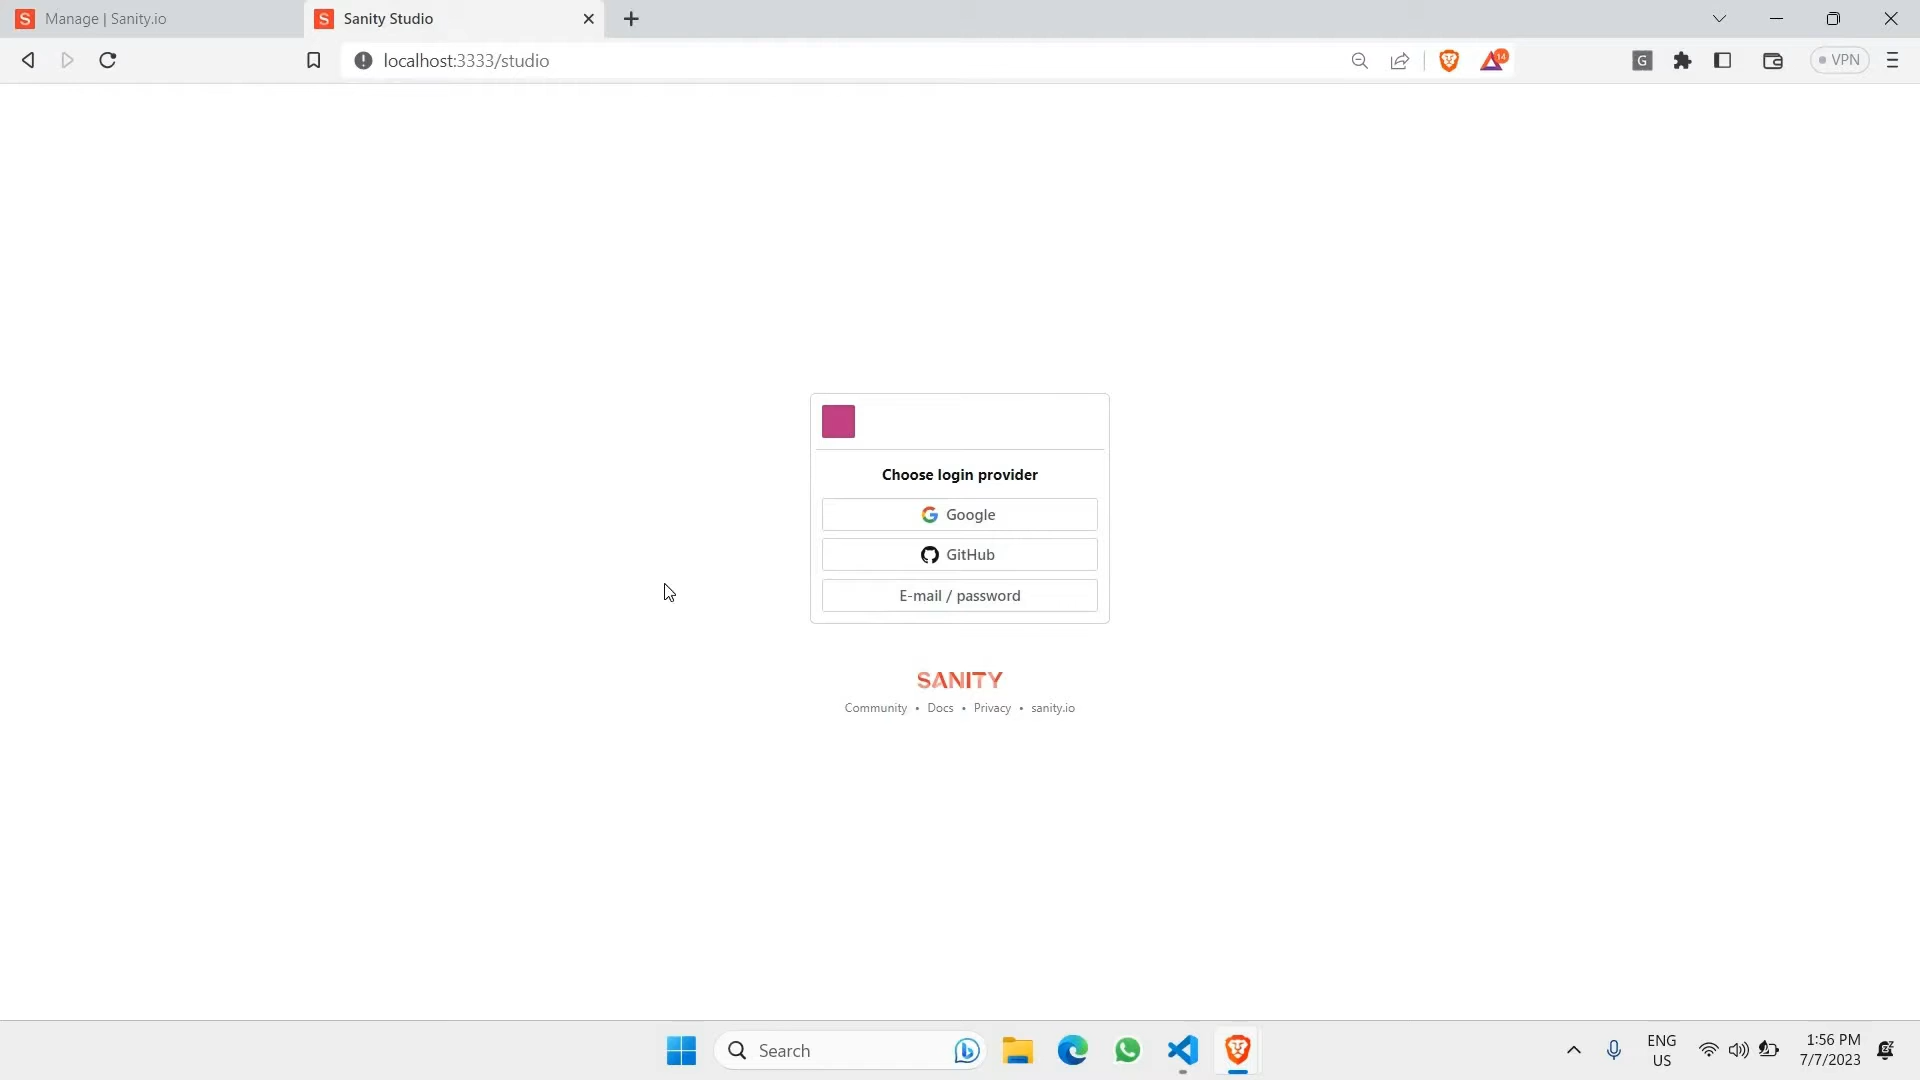 Manage | Sanity.io
Sanity Studio
localhost:3333/studio
14
G
VPN
Choose login provider
Google
GitHub
E-mail / password
SANITY
Community • Docs • Privacy • sanity.io
Search
ENG
US
1:56 PM
7/7/2023